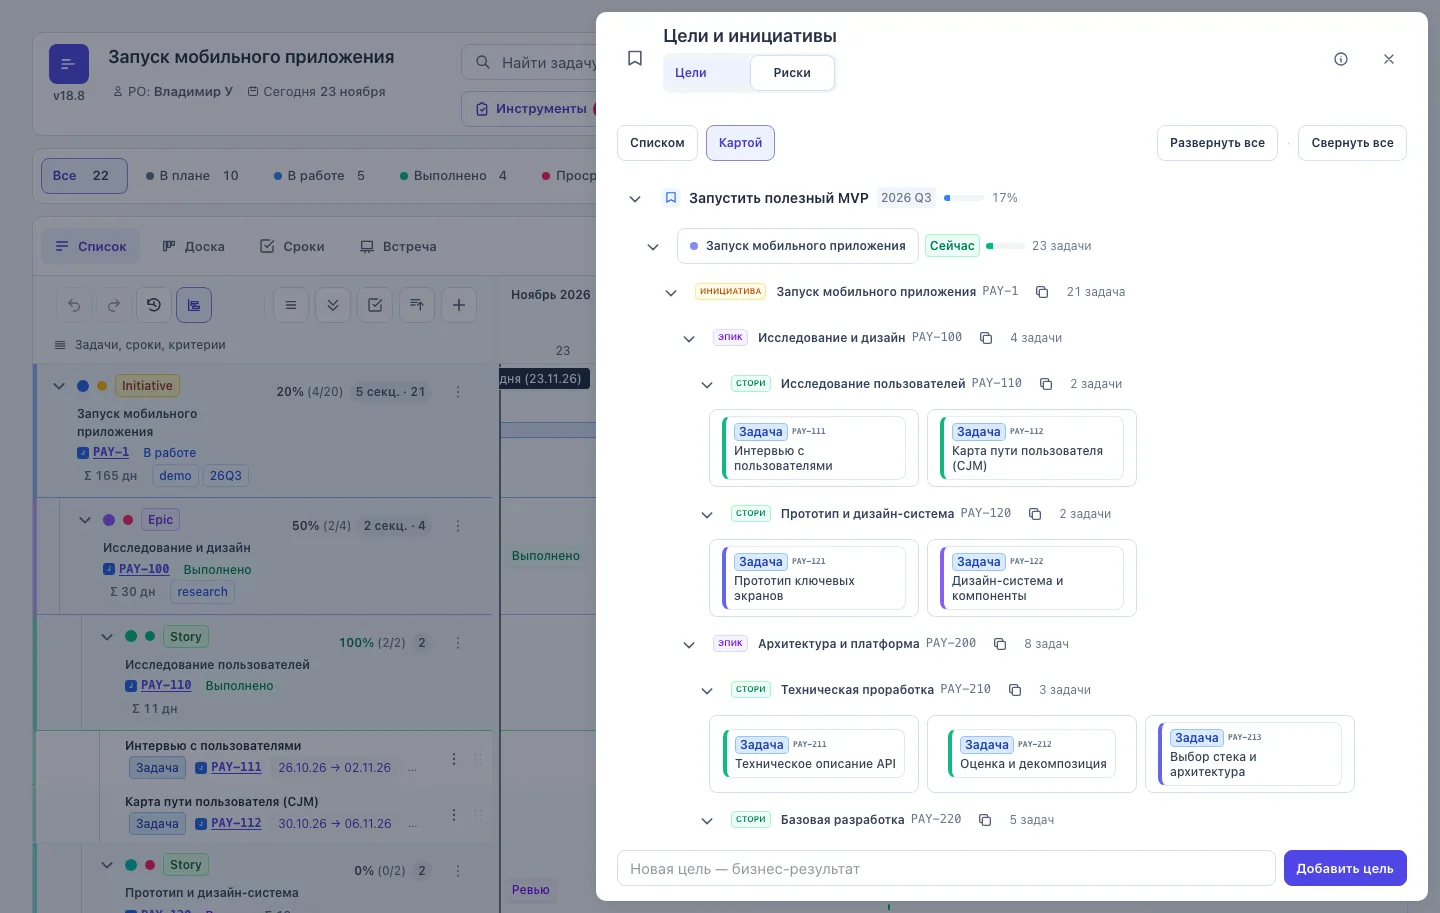 Запуск мобильного приложения
v18.8
PO: Владимир У
Сегодня 23 ноября
Найти задачу
Инструменты
Все 22
В плане 10
В работе 5
Выполнено 4
Список
Доска
Сроки
Встреча
Ноябрь 2026
23
Задачи, сроки, критерии
дня (23.11.26)
Initiative
20% (4/20)
5 секц. · 21
Запуск мобильного
приложения
PAY-1 В работе
Σ 165 дн demo 26Q3
Epic
50% (2/4)
2 секц. · 4
Исследование и дизайн
PAY-100 Выполнено
Σ 30 дн research
Выполнено
Story
100% (2/2) 2
Исследование пользователей
PAY-110 Выполнено
Σ 11 дн
Интервью с пользователями
Задача PAY-111 26.10.26 → 02.11.26 ...
Карта пути пользователя (CJM)
Задача PAY-112 30.10.26 → 06.11.26 ...
Story
0% (0/2) 2
Прототип и дизайн-система
Ревью
Цели и инициативы
Цели
Риски
Списком
Картой
Развернуть все
·
Свернуть все
Запустить полезный MVP 2026 Q3 17%
Запуск мобильного приложения Сейчас 23 задачи
ИНИЦИАТИВА Запуск мобильного приложения PAY-1 21 задача
ЭПИК Исследование и дизайн PAY-100 4 задачи
СТОРИ Исследование пользователей PAY-110 2 задачи
Задача PAY-111
Интервью с
пользователями
Задача PAY-112
Карта пути пользователя
(CJM)
СТОРИ Прототип и дизайн-система PAY-120 2 задачи
Задача PAY-121
Прототип ключевых
экранов
Задача PAY-122
Дизайн-система и
компоненты
ЭПИК Архитектура и платформа PAY-200 8 задач
СТОРИ Техническая проработка PAY-210 3 задачи
Задача PAY-211
Техническое описание API
Задача PAY-212
Оценка и декомпозиция
Задача PAY-213
Выбор стека и
архитектура
СТОРИ Базовая разработка PAY-220 5 задач
Новая цель — бизнес-результат
Добавить цель